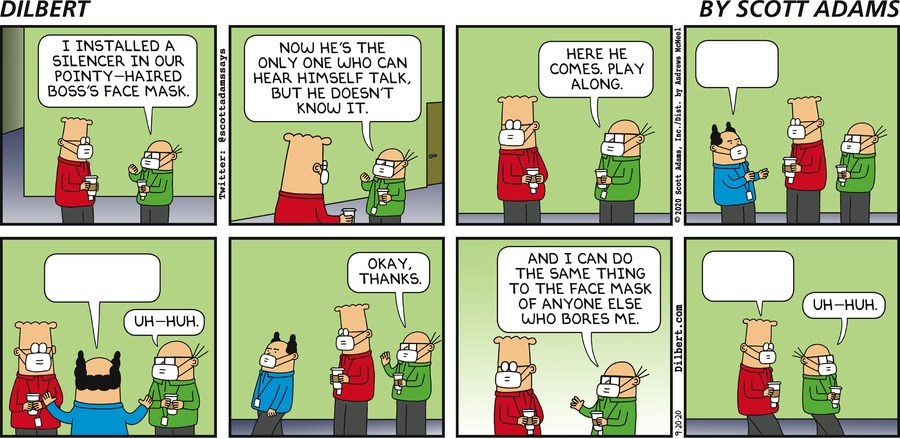 DILBERT
BY SCOTT ADAMS
I INSTALLED A
SILENCER IN OUR
POINTY-HAIRED
BOSS'S FACE MASK.
Twitter: @scottadamssays
NOW HE'S THE
ONLY ONE WHO CAN
HEAR HIMSELF TALK,
BUT HE DOESN'T
KNOW IT.
HERE HE
COMES. PLAY
ALONG.
© 2020 Scott Adams, Inc./Dist. by Andrews McMeel
UH-HUH.
OKAY,
THANKS.
AND I CAN DO
THE SAME THING
TO THE FACE MASK
OF ANYONE ELSE
WHO BORES ME.
9-20-20 Dilbert.com
UH-HUH.